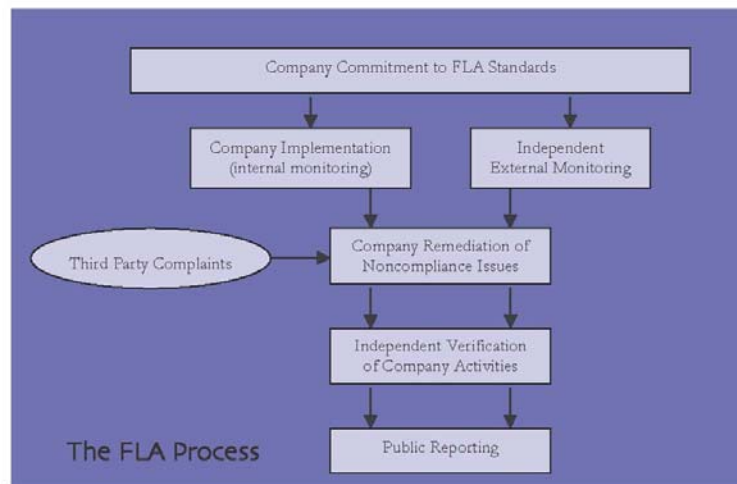 Company Commitment to FLA Standards
Company Implementation
(internal monitoring)
Independent
External Monitoring
Third Party Complaints
Company Remediation of
Noncompliance Issues
Independent Verification
of Company Activities
Public Reporting
The FLA Process